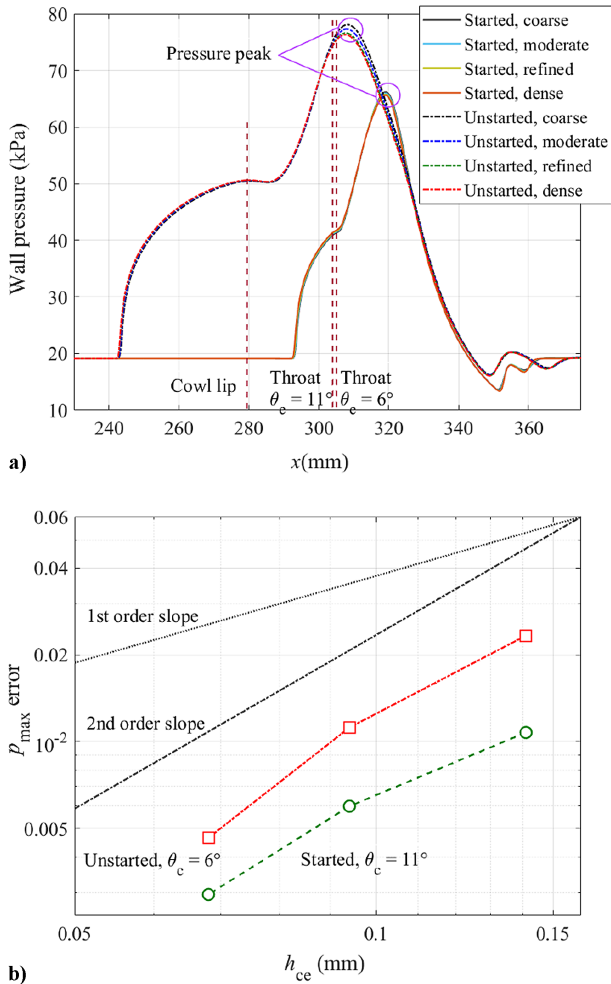 80
70
60
50
40
30
20
10
Wall pressure (kPa)
Pressure peak
Started, coarse
Started, moderate
Started, refined
Started, dense
Unstarted, coarse
Unstarted, moderate
Unstarted, refined
Unstarted, dense
Cowl lip
Throat Throat
θc = 11° θc = 6°
240 260 280 300 320 340 360
x(mm)
a)
0.06
0.04
0.02
10-2
0.005
pmax error
1st order slope
2nd order slope
Unstarted, θc = 6° Started, θc = 11°
0.05 0.1 0.15
hce (mm)
b)